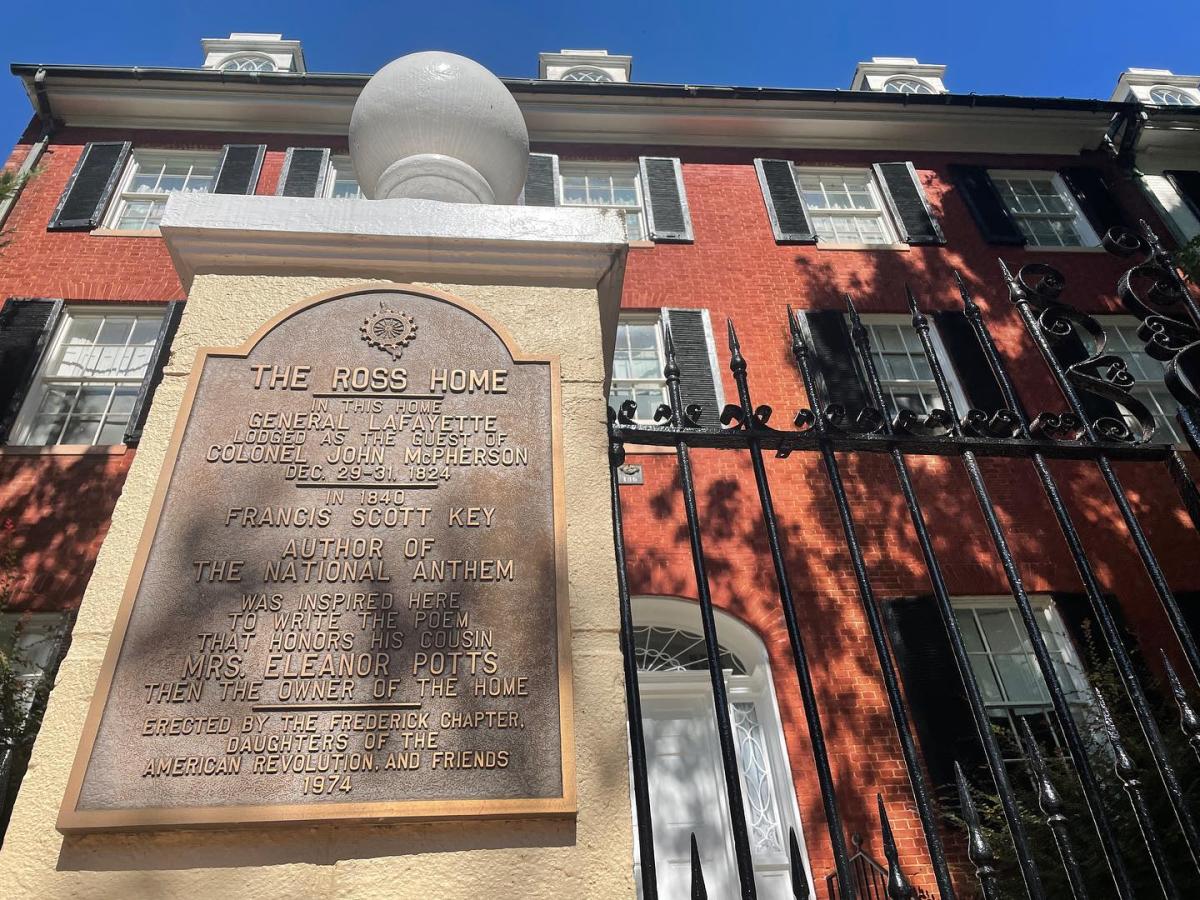 THE ROSS HOME
IN THIS HOME
GENERAL LAFAYETTE
LODGED AS THE GUEST OF
COLONEL JOHN McPHERSON
DEC. 29-31, 1824
IN 1840
FRANCIS SCOTT KEY
AUTHOR OF
THE NATIONAL ANTHEM
WAS INSPIRED HERE
TO WRITE THE POEM
THAT HONORS HIS COUSIN
MRS. ELEANOR POTTS
THEN THE OWNER OF THE HOME
ERECTED BY THE FREDERICK CHAPTER,
DAUGHTERS OF THE
AMERICAN REVOLUTION, AND FRIENDS
1974